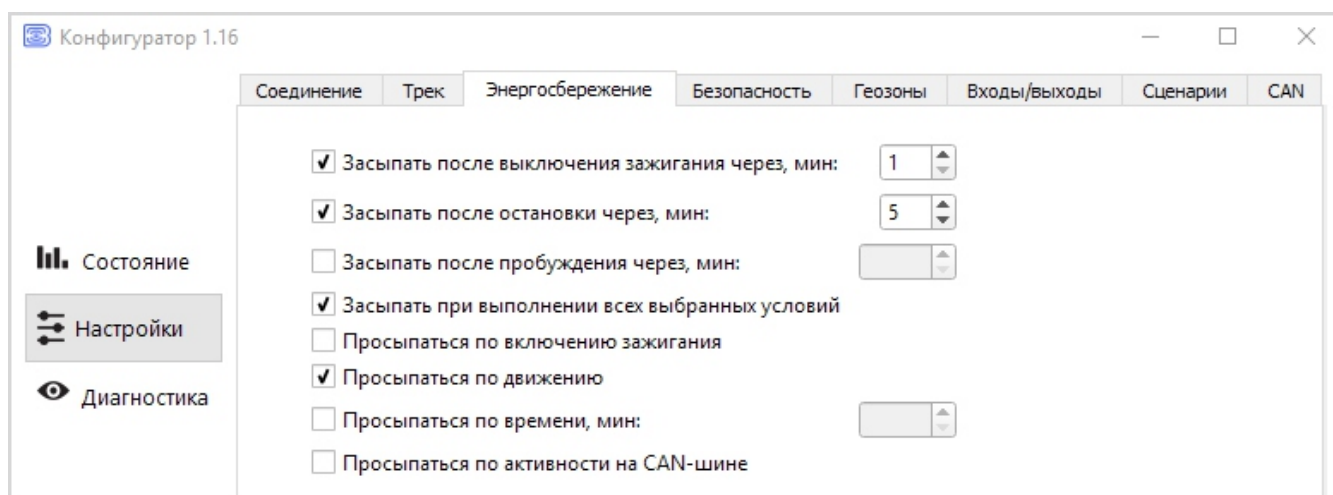 Конфигуратор 1.16
Соединение Трек Энергосбережение Безопасность Геозоны Входы/выходы Сценарии CAN
Засыпать после выключения зажигания через, мин: 1
Засыпать после остановки через, мин: 5
Состояние
Засыпать после пробуждения через, мин:
Засыпать при выполнении всех выбранных условий
Настройки
Просыпаться по включению зажигания
Просыпаться по движению
Диагностика
Просыпаться по времени, мин:
Просыпаться по активности на CAN-шине